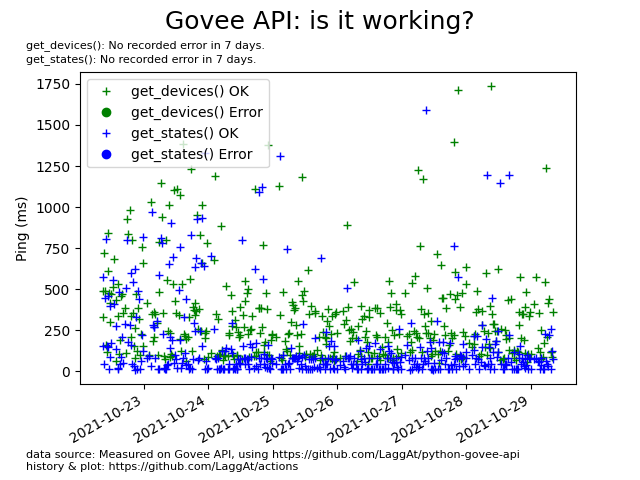 Govee API: is it working?
get_devices(): No recorded error in 7 days.
get_states(): No recorded error in 7 days.
get_devices() OK
get_devices() Error
get_states() OK
get_states() Error
Ping (ms)
1750
1500
1250
1000
750
500
250
0
2021-10-23
2021-10-24
2021-10-25
2021-10-26
2021-10-27
2021-10-28
2021-10-29
data source: Measured on Govee API, using https://github.com/LaggAt/python-govee-api
history & plot: https://github.com/LaggAt/actions